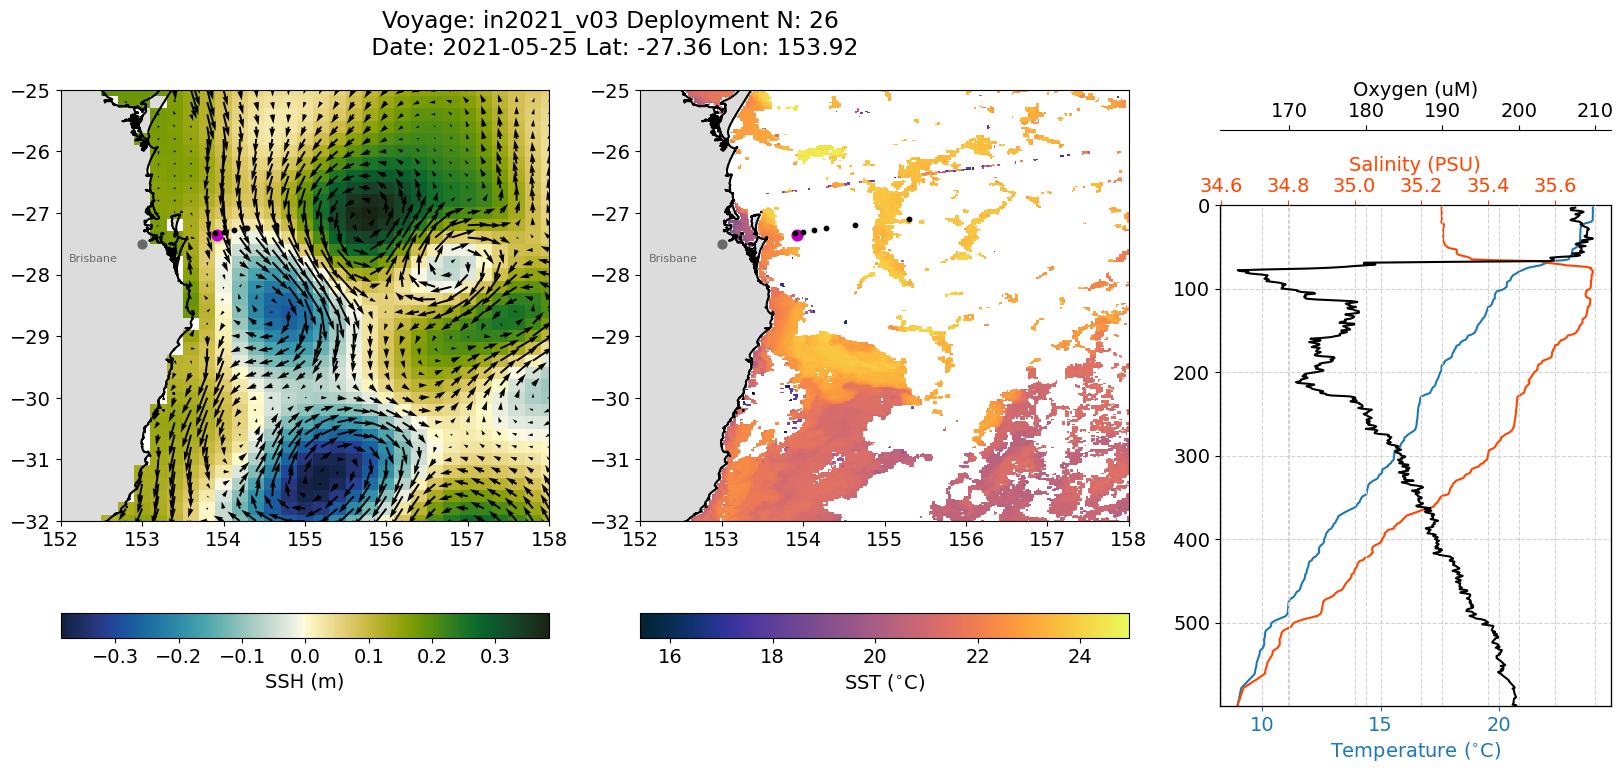 Voyage: in2021_v03 Deployment N: 26
Date: 2021-05-25 Lat: -27.36 Lon: 153.92
−25
−26
−27
−28
−29
−30
−31
−32
152 153 154 155 156 157 158
Brisbane
−0.3 −0.2 −0.1 0.0 0.1 0.2 0.3
SSH (m)
−25
−26
−27
−28
−29
−30
−31
−32
152 153 154 155 156 157 158
Brisbane
16 18 20 22 24
SST (°C)
Oxygen (uM)
170 180 190 200 210
Salinity (PSU)
34.6 34.8 35.0 35.2 35.4 35.6
0
100
200
300
400
500
10 15 20
Temperature (°C)